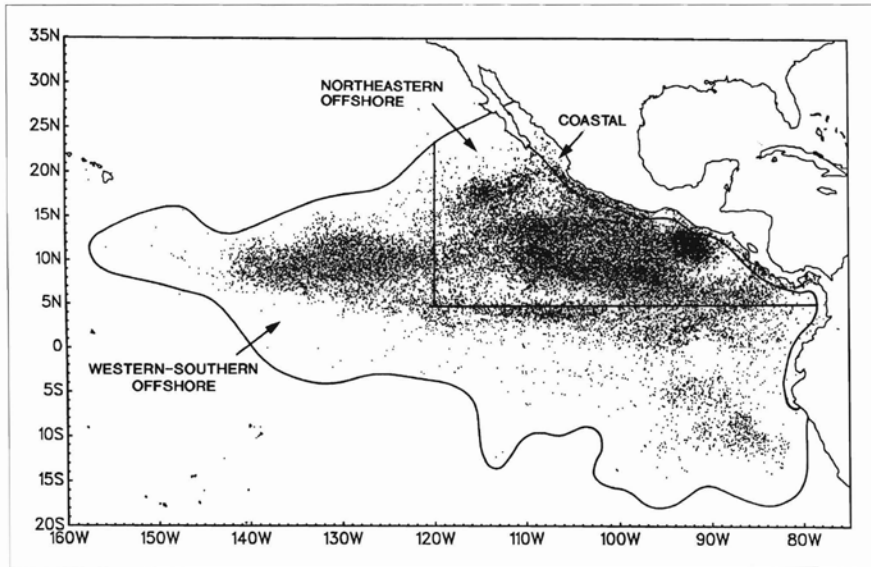 35N
30N
25N
20N
15N
10N
5N
0
5S
10S
15S
20S
NORTHEASTERN
OFFSHORE
COASTAL
WESTERN-SOUTHERN
OFFSHORE
160W 150W 140W 130W 120W 110W 100W 90W 80W